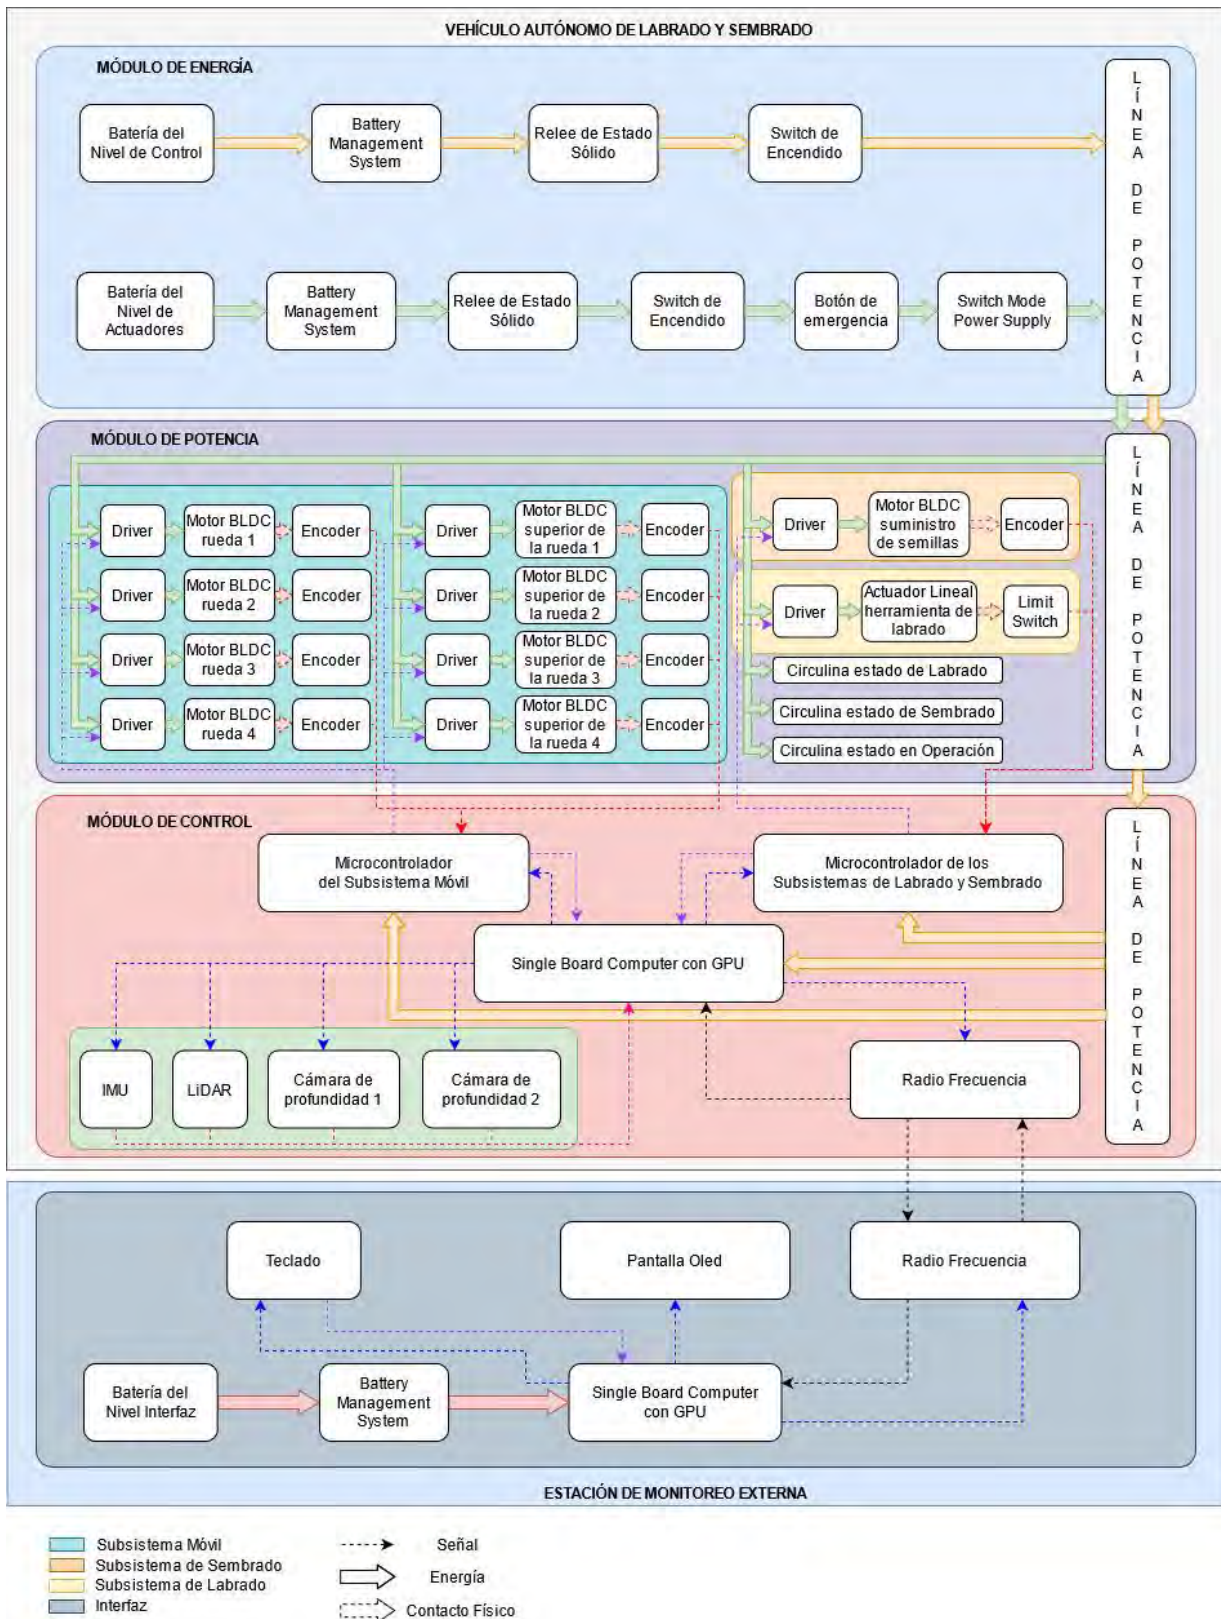 VEHÍCULO AUTÓNOMO DE LABRADO Y SEMBRADO
MÓDULO DE ENERGÍA
Batería del
Nivel de Control
Battery
Management
System
Relee de Estado
Sólido
Switch de
Encendido
LÍNEA DE POTENCIA
Batería del
Nivel de
Actuadores
Battery
Management
System
Relee de Estado
Sólido
Switch de
Encendido
Botón de
emergencia
Switch Mode
Power Supply
MÓDULO DE POTENCIA
LÍNEA DE POTENCIA
Driver
Motor BLDC
rueda 1
Encoder
Driver
Motor BLDC
superior de
la rueda 1
Encoder
Driver
Motor BLDC
suministro
de semillas
Encoder
Driver
Motor BLDC
rueda 2
Encoder
Driver
Motor BLDC
superior de
la rueda 2
Encoder
Driver
Actuador Lineal
herramienta de
labrado
Limit
Switch
Driver
Motor BLDC
rueda 3
Encoder
Driver
Motor BLDC
superior de
la rueda 3
Encoder
Circulina estado de Labrado
Driver
Motor BLDC
rueda 4
Encoder
Driver
Motor BLDC
superior de
la rueda 4
Encoder
Circulina estado de Sembrado
Circulina estado en Operación
MÓDULO DE CONTROL
LÍNEA DE POTENCIA
Microcontrolador
del Subsistema Móvil
Microcontrolador de los
Subsistemas de Labrado y Sembrado
Single Board Computer con GPU
IMU
LiDAR
Cámara de
profundidad 1
Cámara de
profundidad 2
Radio Frecuencia
Teclado
Pantalla Oled
Radio Frecuencia
Batería del
Nivel Interfaz
Battery
Management
System
Single Board Computer
con GPU
ESTACIÓN DE MONITOREO EXTERNA
Subsistema Móvil
Subsistema de Sembrado
Subsistema de Labrado
Interfaz
Señal
Energía
Contacto Físico